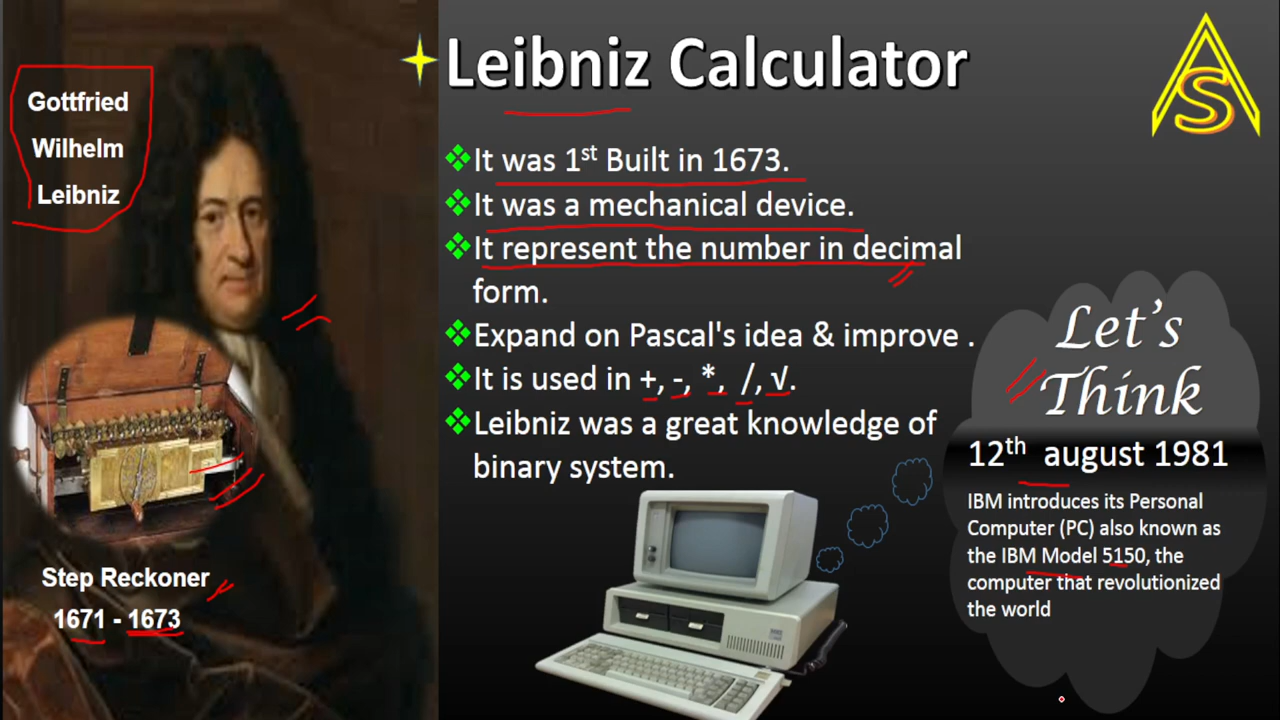 Gottfried
Wilhelm
Leibniz
Step Reckoner
1671 - 1673
Leibniz Calculator
It was 1st Built in 1673.
It was a mechanical device.
It represent the number in decimal
form.
Expand on Pascal's idea & improve .
It is used in +, -, *, /, √.
Leibniz was a great knowledge of
binary system.
AS
Let's
Think
12th august 1981
IBM introduces its Personal
Computer (PC) also known as
the IBM Model 5150, the
computer that revolutionized
the world